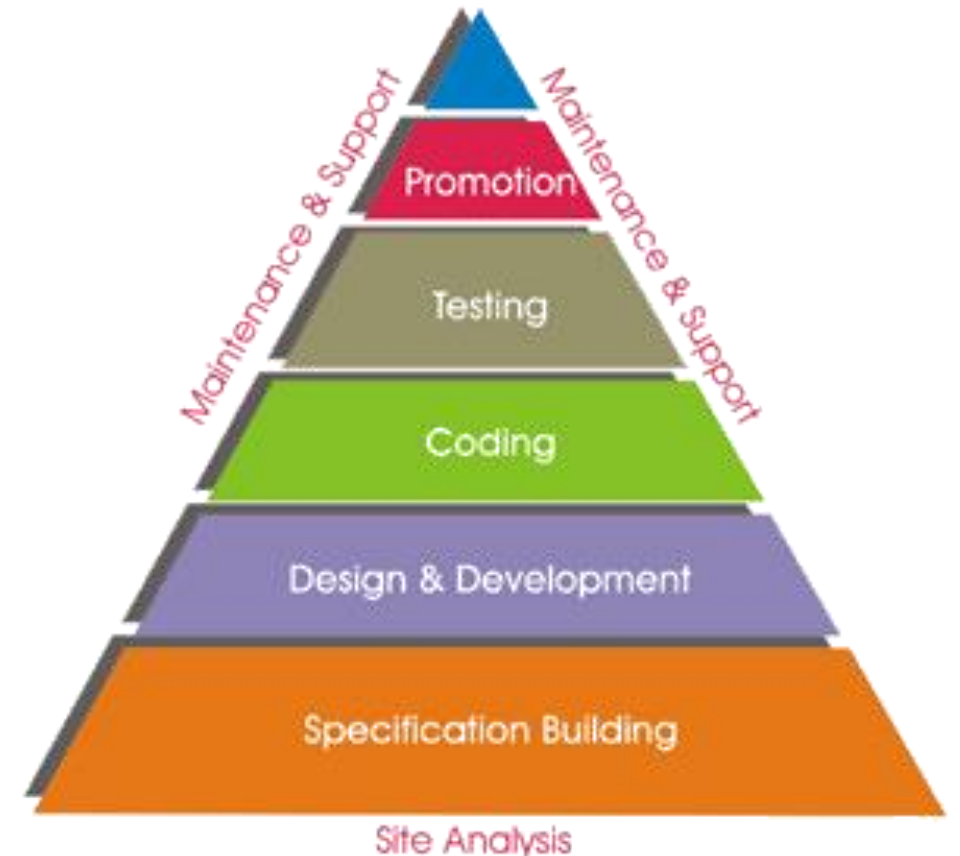 Maintenance & Support
Maintenance & Support
Promotion
Testing
Coding
Design & Development
Specification Building
Site Analysis